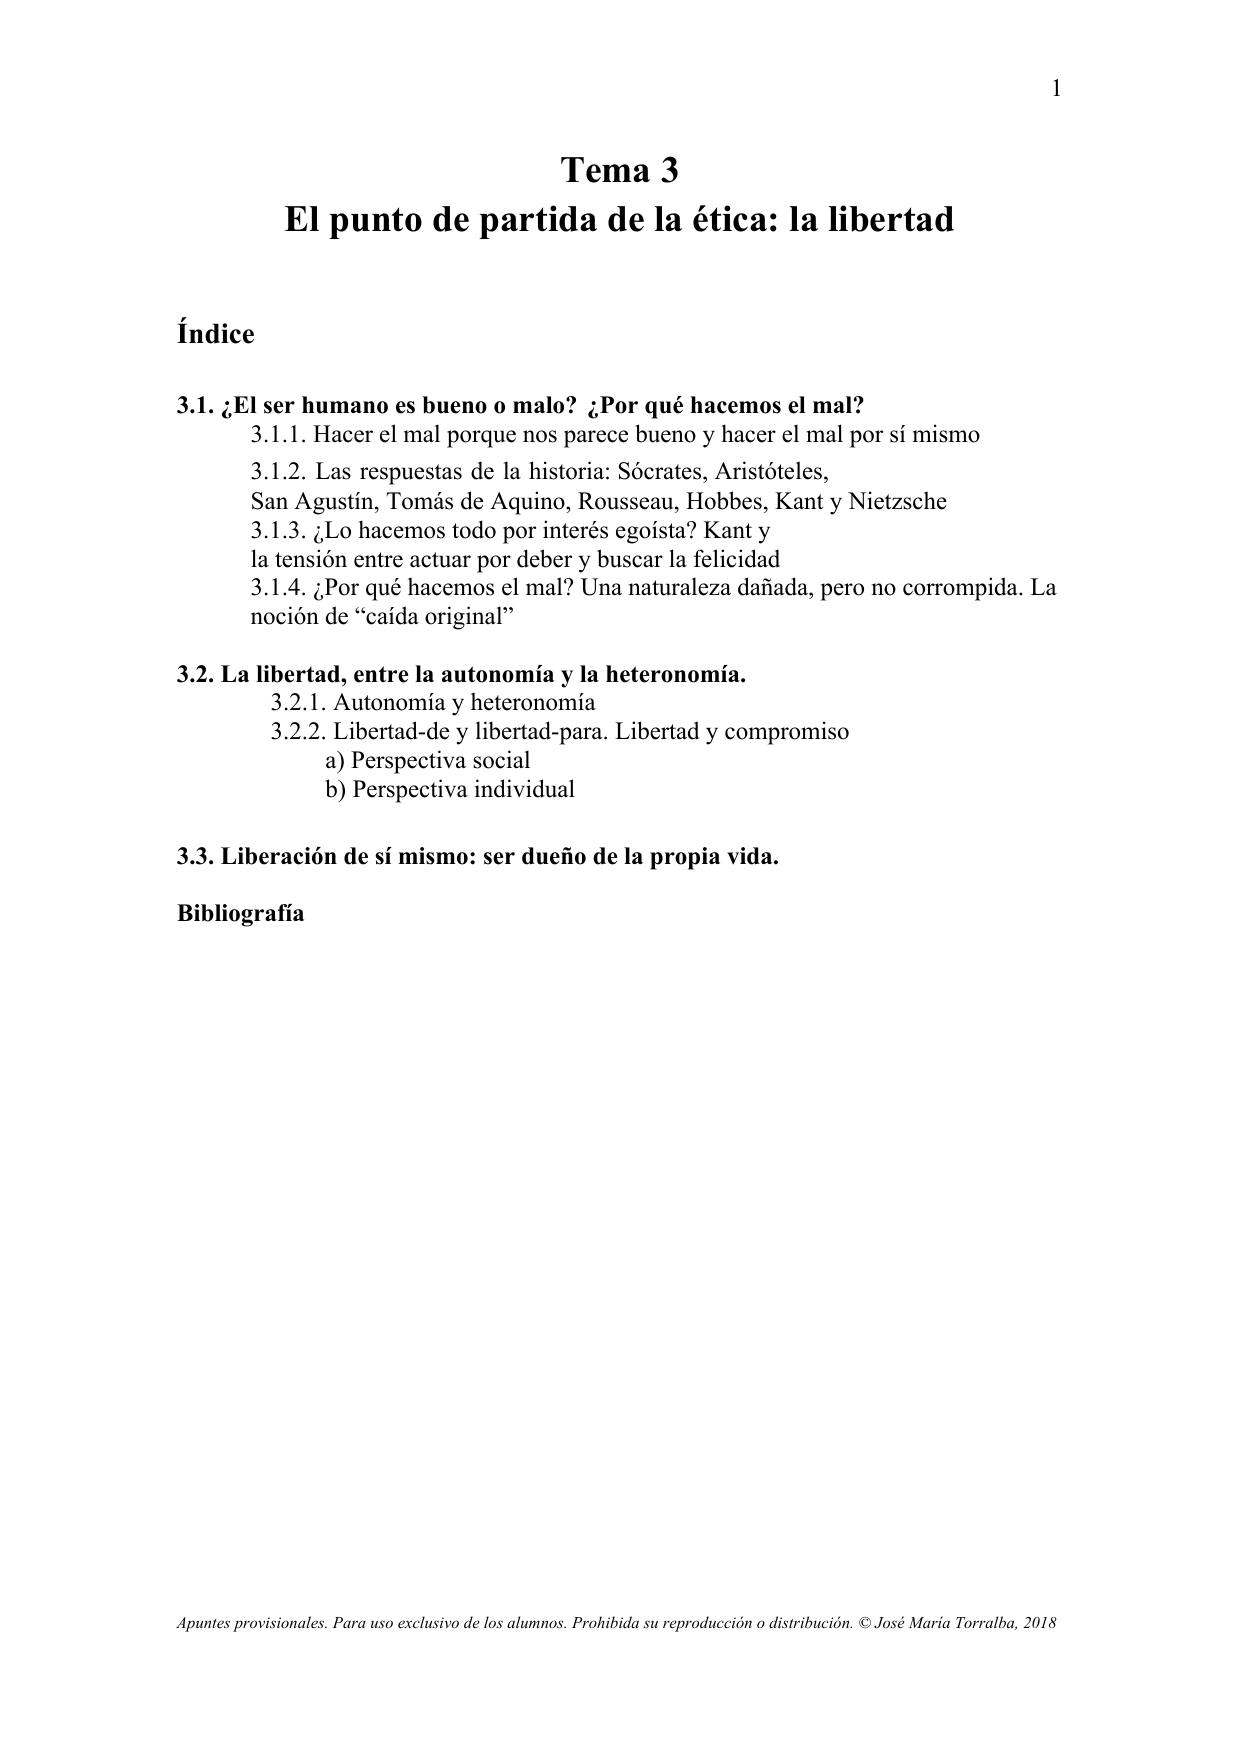 1
Tema 3
El punto de partida de la ética: la libertad
Índice
3.1. ¿El ser humano es bueno o malo? ¿Por qué hacemos el mal?
3.1.1. Hacer el mal porque nos parece bueno y hacer el mal por sí mismo
3.1.2. Las respuestas de la historia: Sócrates, Aristóteles,
San Agustín, Tomás de Aquino, Rousseau, Hobbes, Kant y Nietzsche
3.1.3. ¿Lo hacemos todo por interés egoísta? Kant y
la tensión entre actuar por deber y buscar la felicidad
3.1.4. ¿Por qué hacemos el mal? Una naturaleza dañada, pero no corrompida. La
noción de “caída original”
3.2. La libertad, entre la autonomía y la heteronomía.
3.2.1. Autonomía y heteronomía
3.2.2. Libertad-de y libertad-para. Libertad y compromiso
a) Perspectiva social
b) Perspectiva individual
3.3. Liberación de sí mismo: ser dueño de la propia vida.
Bibliografía
Apuntes provisionales. Para uso exclusivo de los alumnos. Prohibida su reproducción o distribución. © José María Torralba, 2018